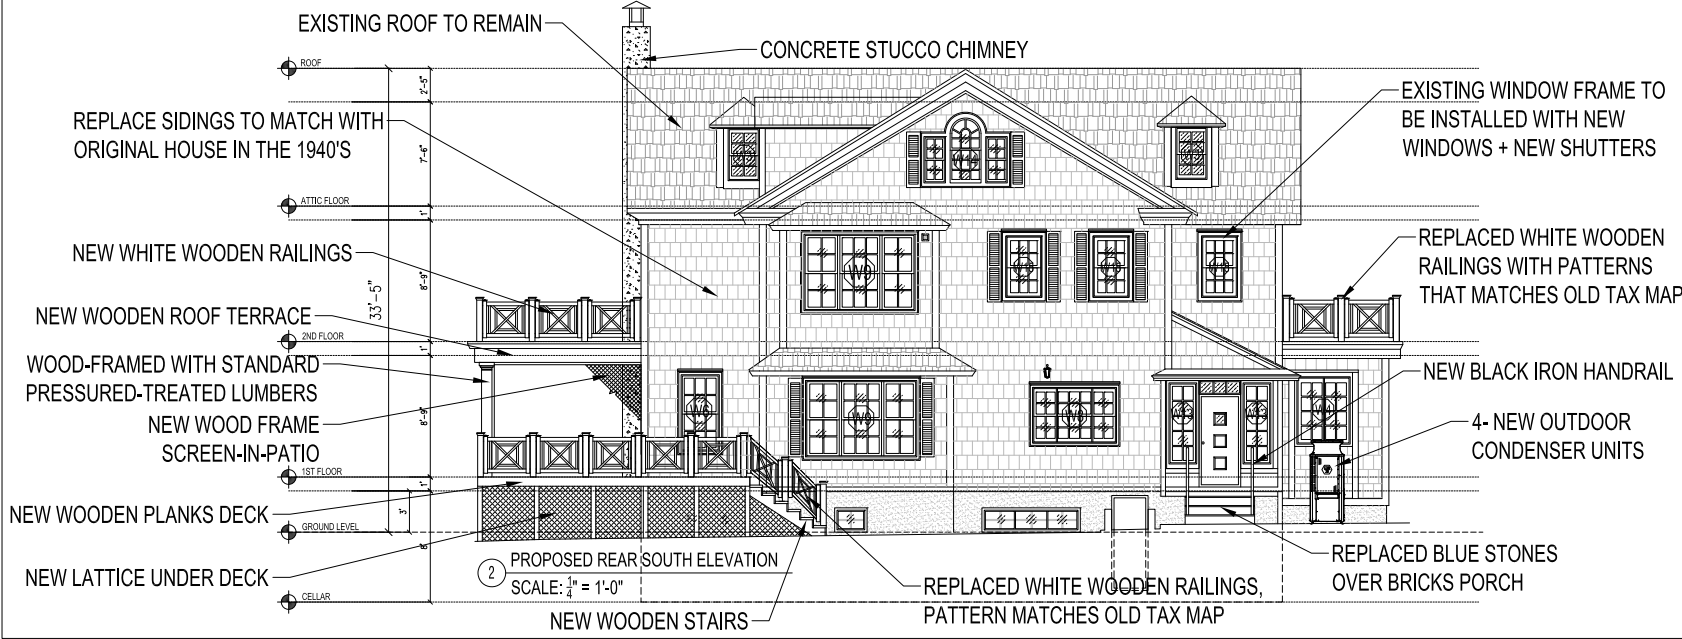 EXISTING ROOF TO REMAIN
CONCRETE STUCCO CHIMNEY
ROOF
2'-5"
EXISTING WINDOW FRAME TO
BE INSTALLED WITH NEW
WINDOWS + NEW SHUTTERS
REPLACE SIDINGS TO MATCH WITH
ORIGINAL HOUSE IN THE 1940'S
7'-6"
W14
ATTIC FLOOR
1'
NEW WHITE WOODEN RAILINGS
8'-9"
33'-5"
W9
REPLACED WHITE WOODEN
RAILINGS WITH PATTERNS
THAT MATCHES OLD TAX MAP
NEW WOODEN ROOF TERRACE
2ND FLOOR
1'
WOOD-FRAMED WITH STANDARD
PRESSURED-TREATED LUMBERS
NEW BLACK IRON HANDRAIL
NEW WOOD FRAME
SCREEN-IN-PATIO
8'-9"
W6
W9
4- NEW OUTDOOR
CONDENSER UNITS
1ST FLOOR
1'
NEW WOODEN PLANKS DECK
3'
GROUND LEVEL
8'
NEW LATTICE UNDER DECK
2
PROPOSED REAR SOUTH ELEVATION
SCALE: 1/4" = 1'-0"
REPLACED BLUE STONES
OVER BRICKS PORCH
CELLAR
NEW WOODEN STAIRS
REPLACED WHITE WOODEN RAILINGS,
PATTERN MATCHES OLD TAX MAP